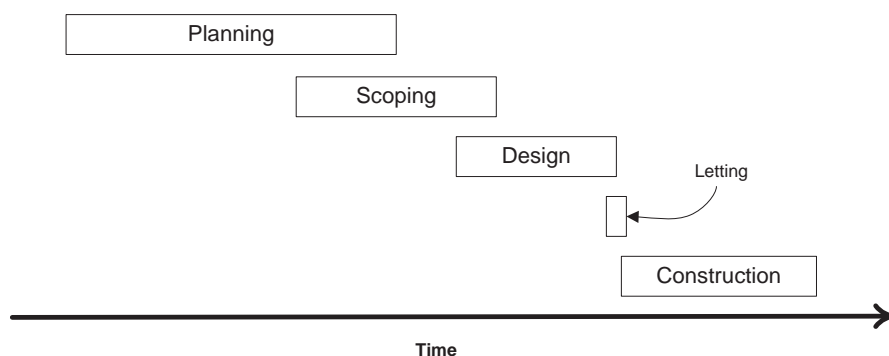 Planning
Scoping
Design
Letting
Construction
Time